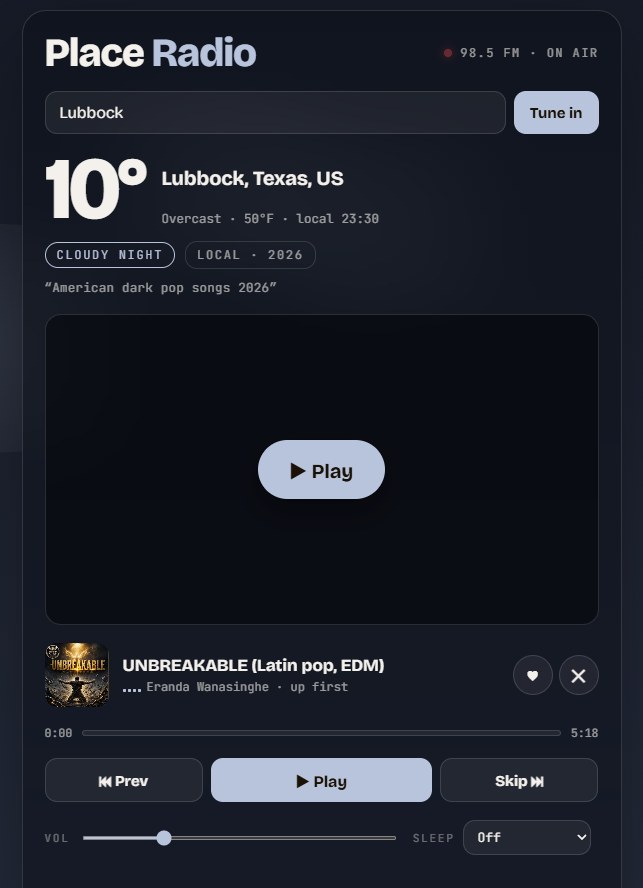 Place Radio
98.5 FM · ON AIR
Lubbock
Tune in
10°
Lubbock, Texas, US
Overcast · 50°F · local 23:30
CLOUDY NIGHT
LOCAL · 2026
“American dark pop songs 2026”
▶ Play
UNBREAKABLE
UNBREAKABLE (Latin pop, EDM)
Eranda Wanasinghe · up first
0:00
5:18
⏮ Prev
▶ Play
Skip ⏭
VOL
SLEEP
Off